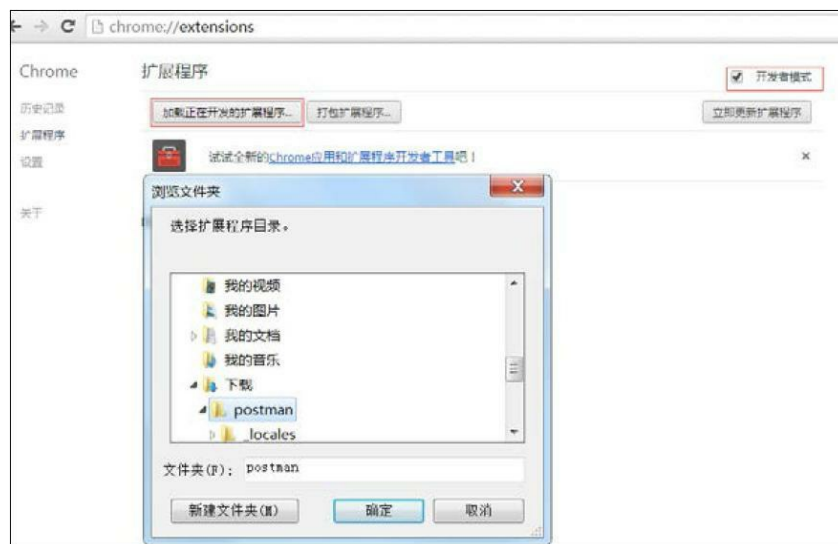 chrome://extensions
Chrome
扩展程序
开发者模式
历史记录
扩展程序
设置
关于
加载正在开发的扩展程序...
打包扩展程序...
立即更新扩展程序
试试全新的Chrome应用和扩展程序开发者工具吧！
浏览文件夹
选择扩展程序目录。
我的视频
我的图片
我的文档
我的音乐
下载
postman
_locales
文件夹(F)： postman
新建文件夹(M)
确定
取消